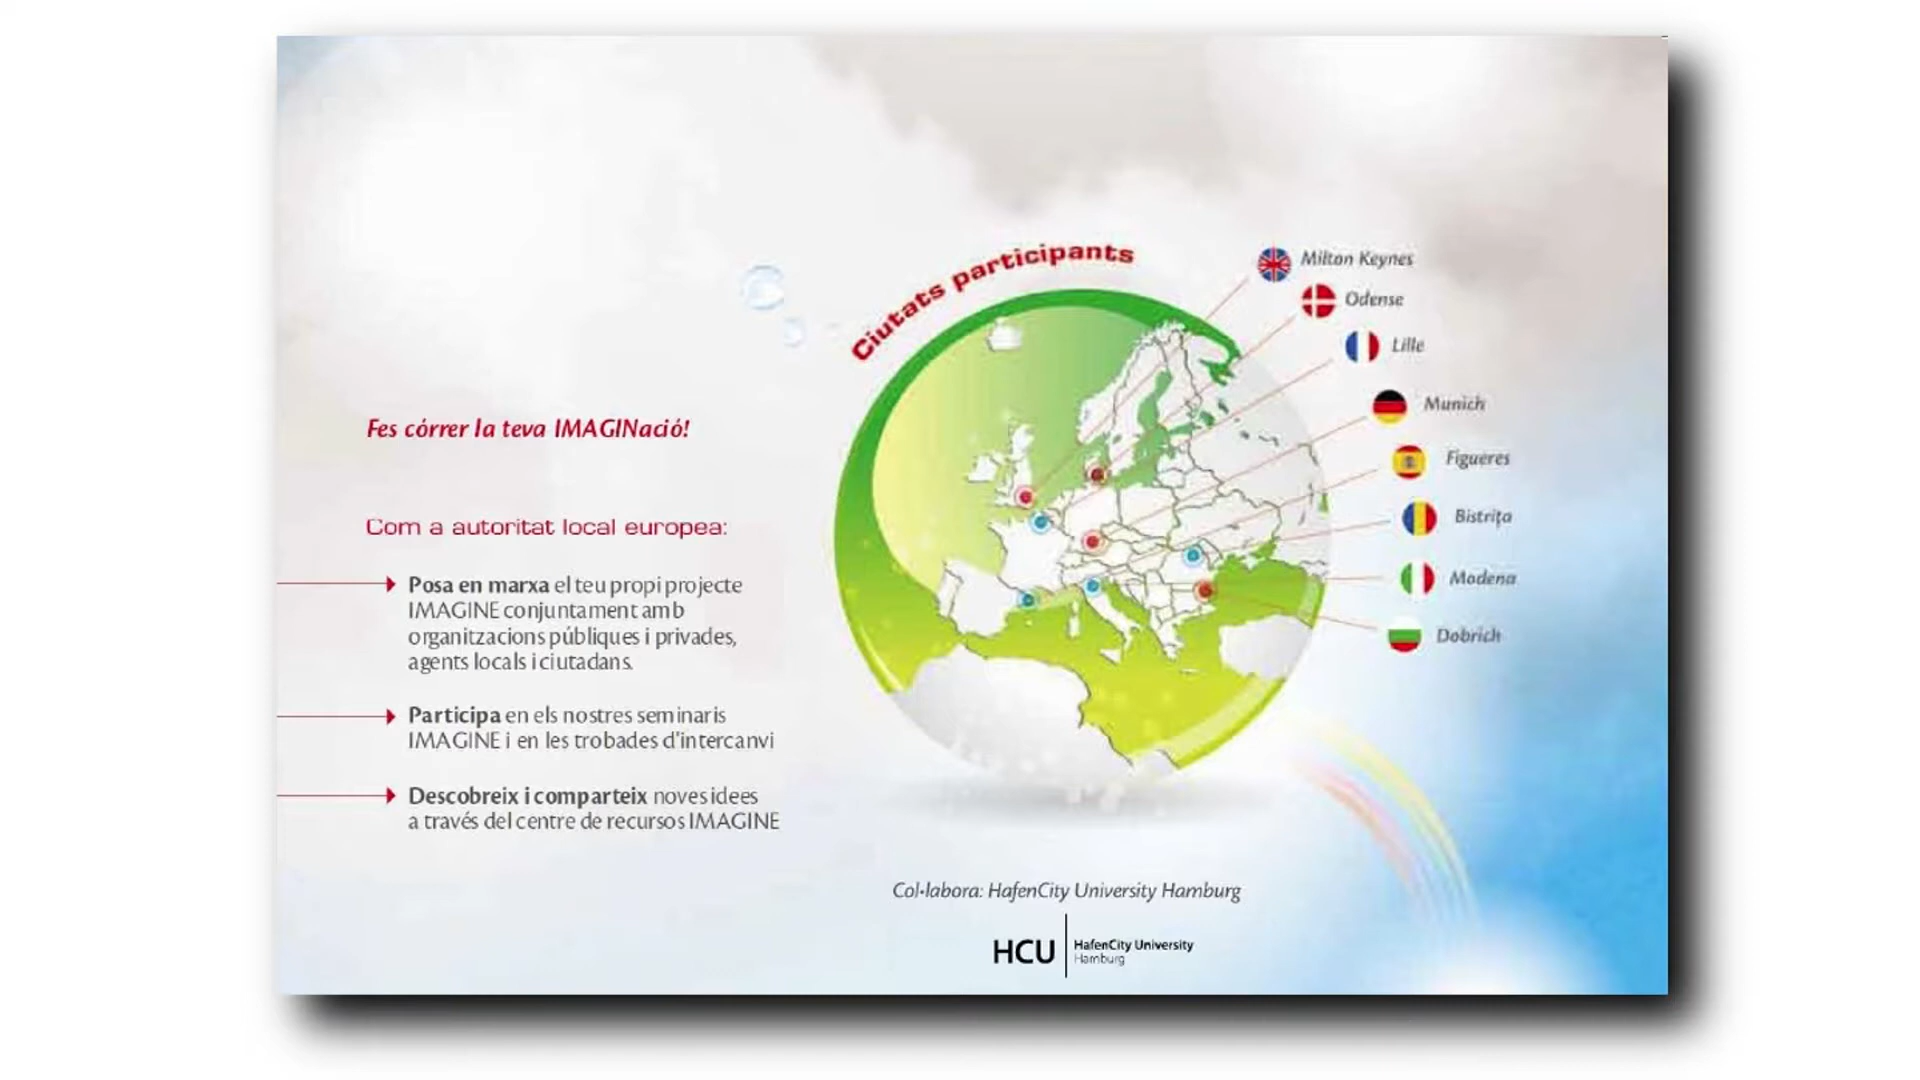 Ciutats participants
Milton Keynes
Odense
Lille
Munich
Figueres
Bistrița
Modena
Dobrich
Fes córrer la teva IMAGINació!
Com a autoritat local europea:
Posa en marxa el teu propi projecte
IMAGINE conjuntament amb
organitzacions públiques i privades,
agents locals i ciutadans.
Participa en els nostres seminaris
IMAGINE i en les trobades d'intercanvi
Descobreix i comparteix noves idees
a través del centre de recursos IMAGINE
Col·labora: HafenCity University Hamburg
HCU
HafenCity University
Hamburg